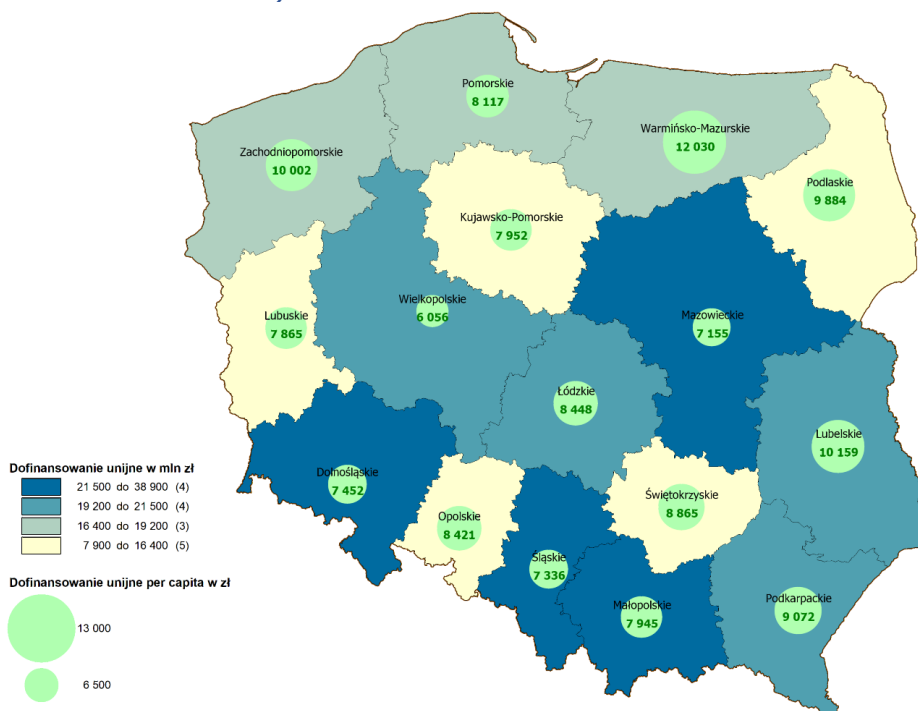 Pomorskie
8 117
Warmińsko-Mazurskie
12 030
Zachodniopomorskie
10 002
Podlaskie
9 884
Kujawsko-Pomorskie
7 952
Wielkopolskie
6 056
Lubuskie
7 865
Mazowieckie
7 155
Łódzkie
8 448
Lubelskie
10 159
Dolnośląskie
7 452
Świętokrzyskie
8 865
Opolskie
8 421
Śląskie
7 336
Małopolskie
7 945
Podkarpackie
9 072
Dofinansowanie unijne w mln zł
21 500 do 38 900 (4)
19 200 do 21 500 (4)
16 400 do 19 200 (3)
7 900 do 16 400 (5)
Dofinansowanie unijne per capita w zł
13 000
6 500